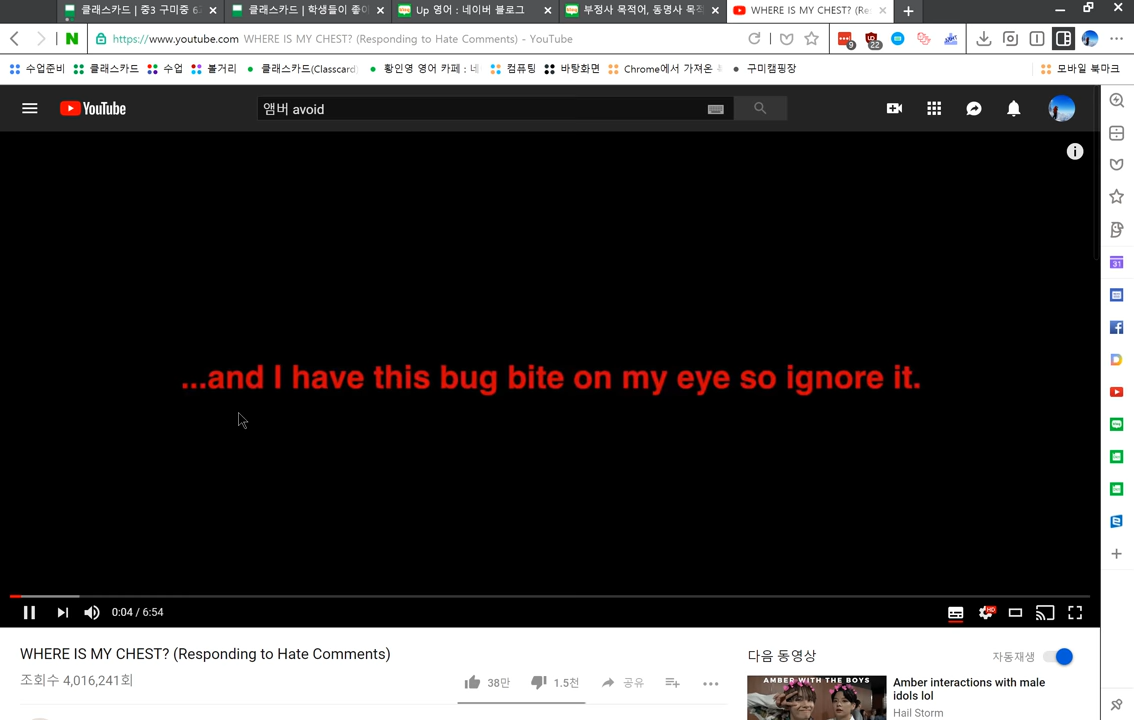 클래스카드 | 중3 구미중 6
클래스카드 | 학생들이 좋이
Up 영어 : 네이버 블로그
부정사 목적어, 동명사 목적
WHERE IS MY CHEST? (Re
https://www.youtube.com WHERE IS MY CHEST? (Responding to Hate Comments) - YouTube
9
22
수업준비
클래스카드
수업
볼거리
클래스카드(Classcard
황인영 영어 카페 : 네
컴퓨팅
바탕화면
Chrome에서 가져온
구미캠핑장
모바일 북마크
YouTube
앰버 avoid
...and I have this bug bite on my eye so ignore it.
31
0:04 / 6:54
HD
WHERE IS MY CHEST? (Responding to Hate Comments)
조회수 4,016,241회
38만
1.5천
공유
다음 동영상
자동재생
AMBER WITH THE BOYS
Amber interactions with male
idols lol
Hail Storm